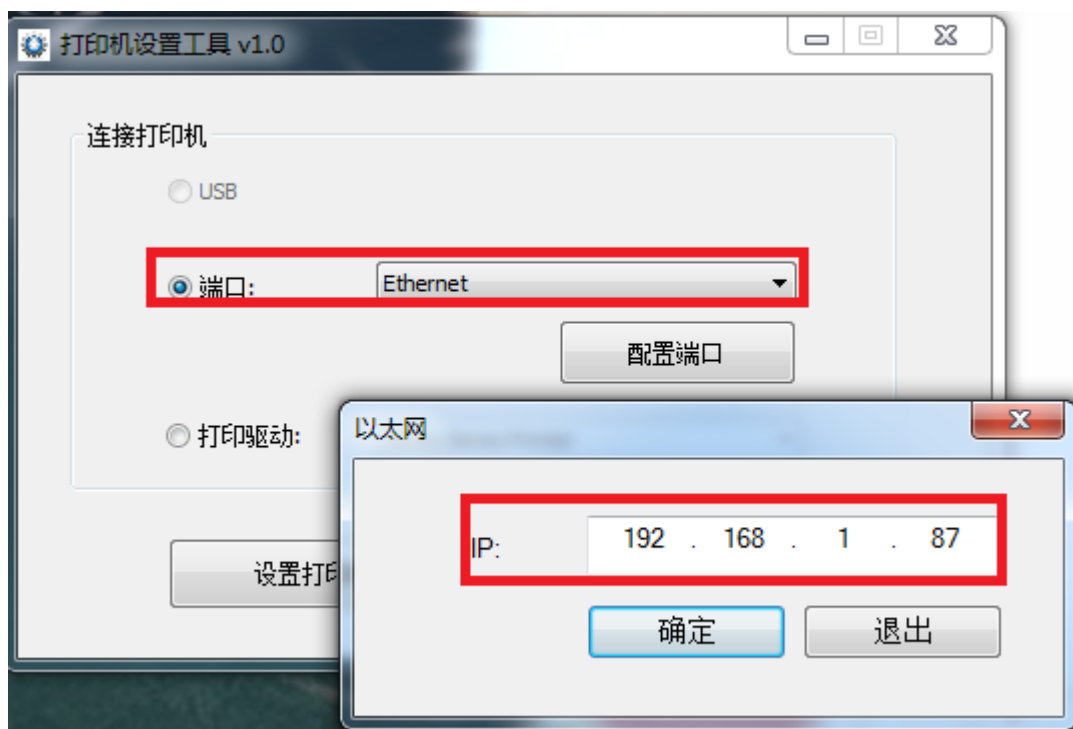 打印机设置工具 v1.0
连接打印机
USB
端口: Ethernet
配置端口
打印驱动:
设置打
以太网
IP: 192 . 168 . 1 . 87
确定 退出